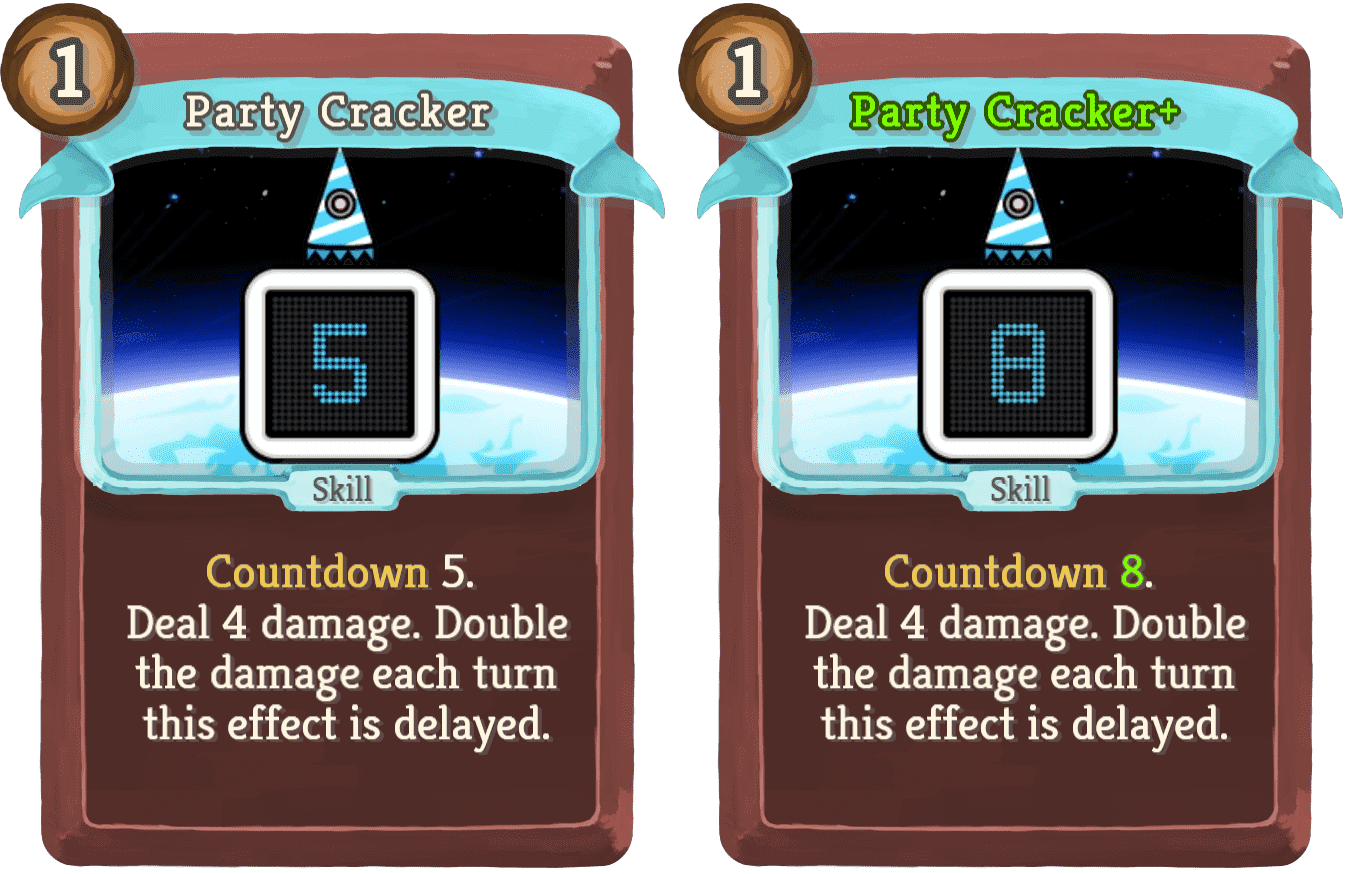 1
Party Cracker
5
Skill
Countdown 5.
Deal 4 damage. Double
the damage each turn
this effect is delayed.
1
Party Cracker+
8
Skill
Countdown 8.
Deal 4 damage. Double
the damage each turn
this effect is delayed.